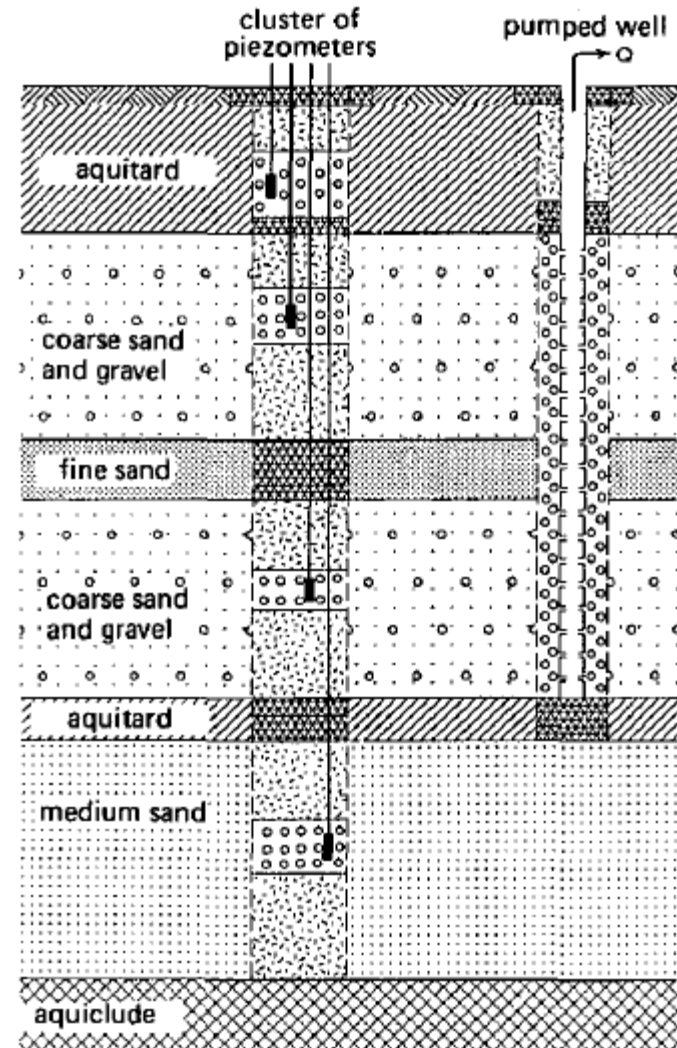 cluster of
piezometers
pumped well
Q
aquitard
coarse sand
and gravel
fine sand
coarse sand
and gravel
aquitard
medium sand
aquiclude